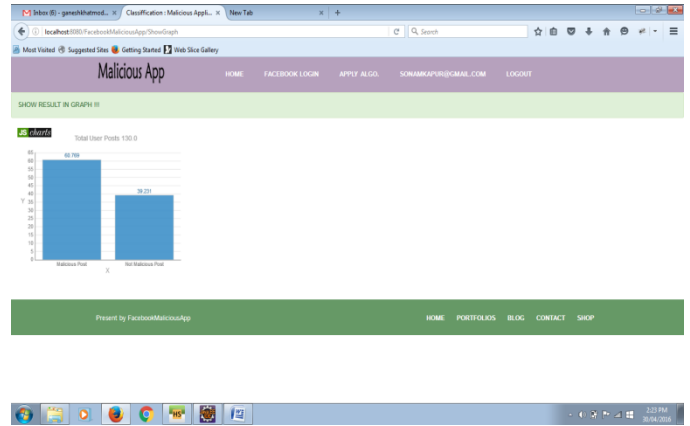 Inbox (6) - ganeshkhatmod... × Classiffication : Malicious Appli... × New Tab × +
localhost:8080/FacebookMaliciousApp/ShowGraph Search
Most Visited Suggested Sites Getting Started Web Slice Gallery
Malicious App HOME FACEBOOK LOGIN APPLY ALGO. SONAMKAPUR@GMAIL.COM LOGOUT
SHOW RESULT IN GRAPH !!!
JS charts Total User Posts 130.0
65
60
55
50
45
40
35
30
25
20
15
10
5
0
Y
60.769
39.231
Malicious Post Not Malicious Post
X
Present by FacebookMaliciousApp HOME PORTFOLIOS BLOG CONTACT SHOP
2:23 PM
30/04/2016